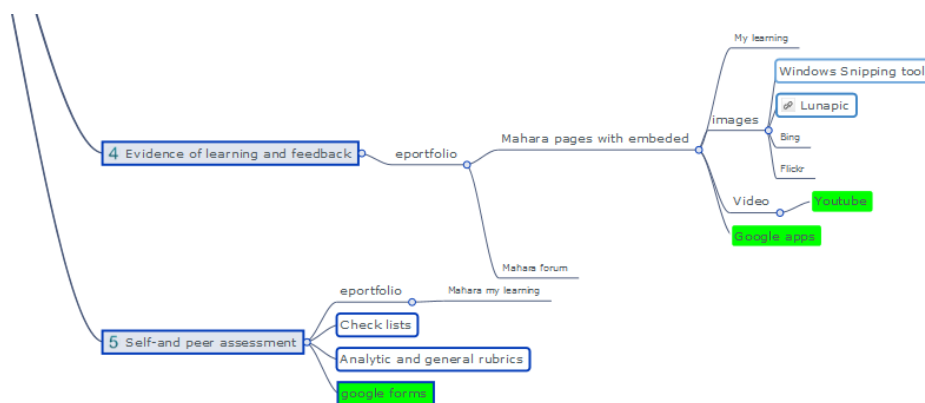 My learning
Windows Snipping tool
Lunapic
images
Bing
Mahara pages with embeded
4 Evidence of learning and feedback
eportfolio
Flickr
Video
Youtube
Google apps
Mahara forum
eportfolio
Mahara my learning
Check lists
5 Self-and peer assessment
Analytic and general rubrics
google forms